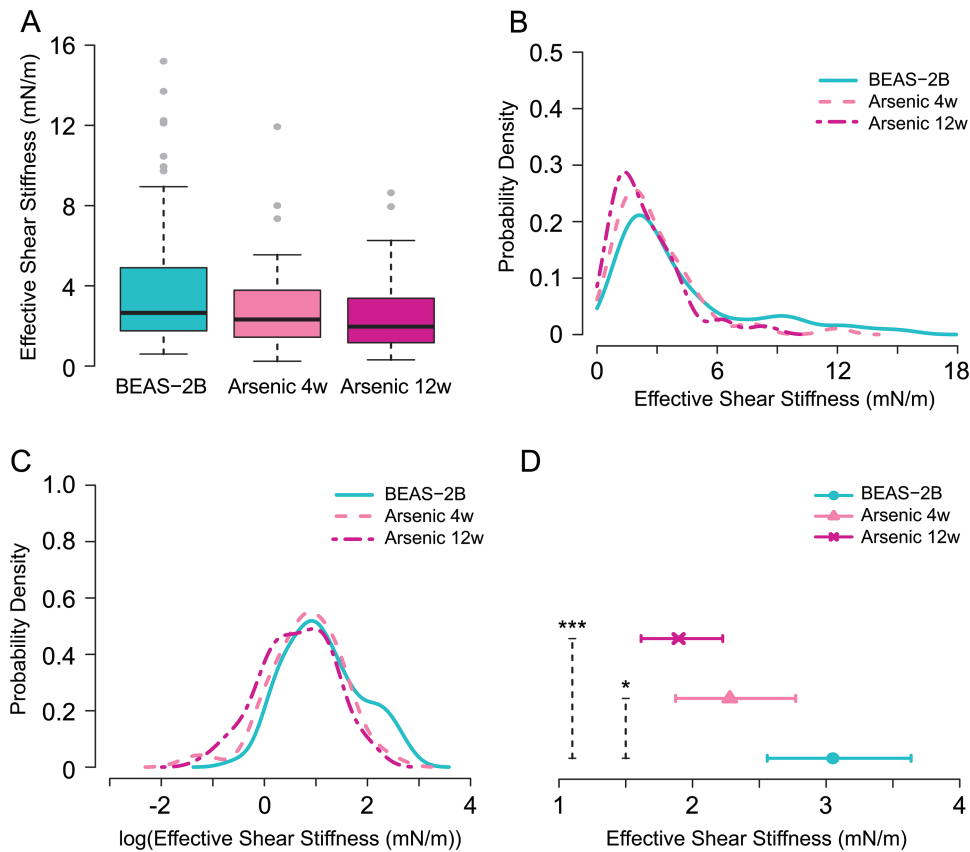 A
Effective Shear Stiffness (mN/m)
16
12
8
4
0
BEAS−2B Arsenic 4w Arsenic 12w
B
Probability Density
0.5
0.4
0.3
0.2
0.1
0
BEAS−2B
Arsenic 4w
Arsenic 12w
0 6 12 18
Effective Shear Stiffness (mN/m)
C
Probability Density
1.0
0.8
0.6
0.4
0.2
0
BEAS−2B
Arsenic 4w
Arsenic 12w
-2 0 2 4
log(Effective Shear Stiffness (mN/m))
D
BEAS−2B
Arsenic 4w
Arsenic 12w
***
*
1 2 3 4
Effective Shear Stiffness (mN/m)